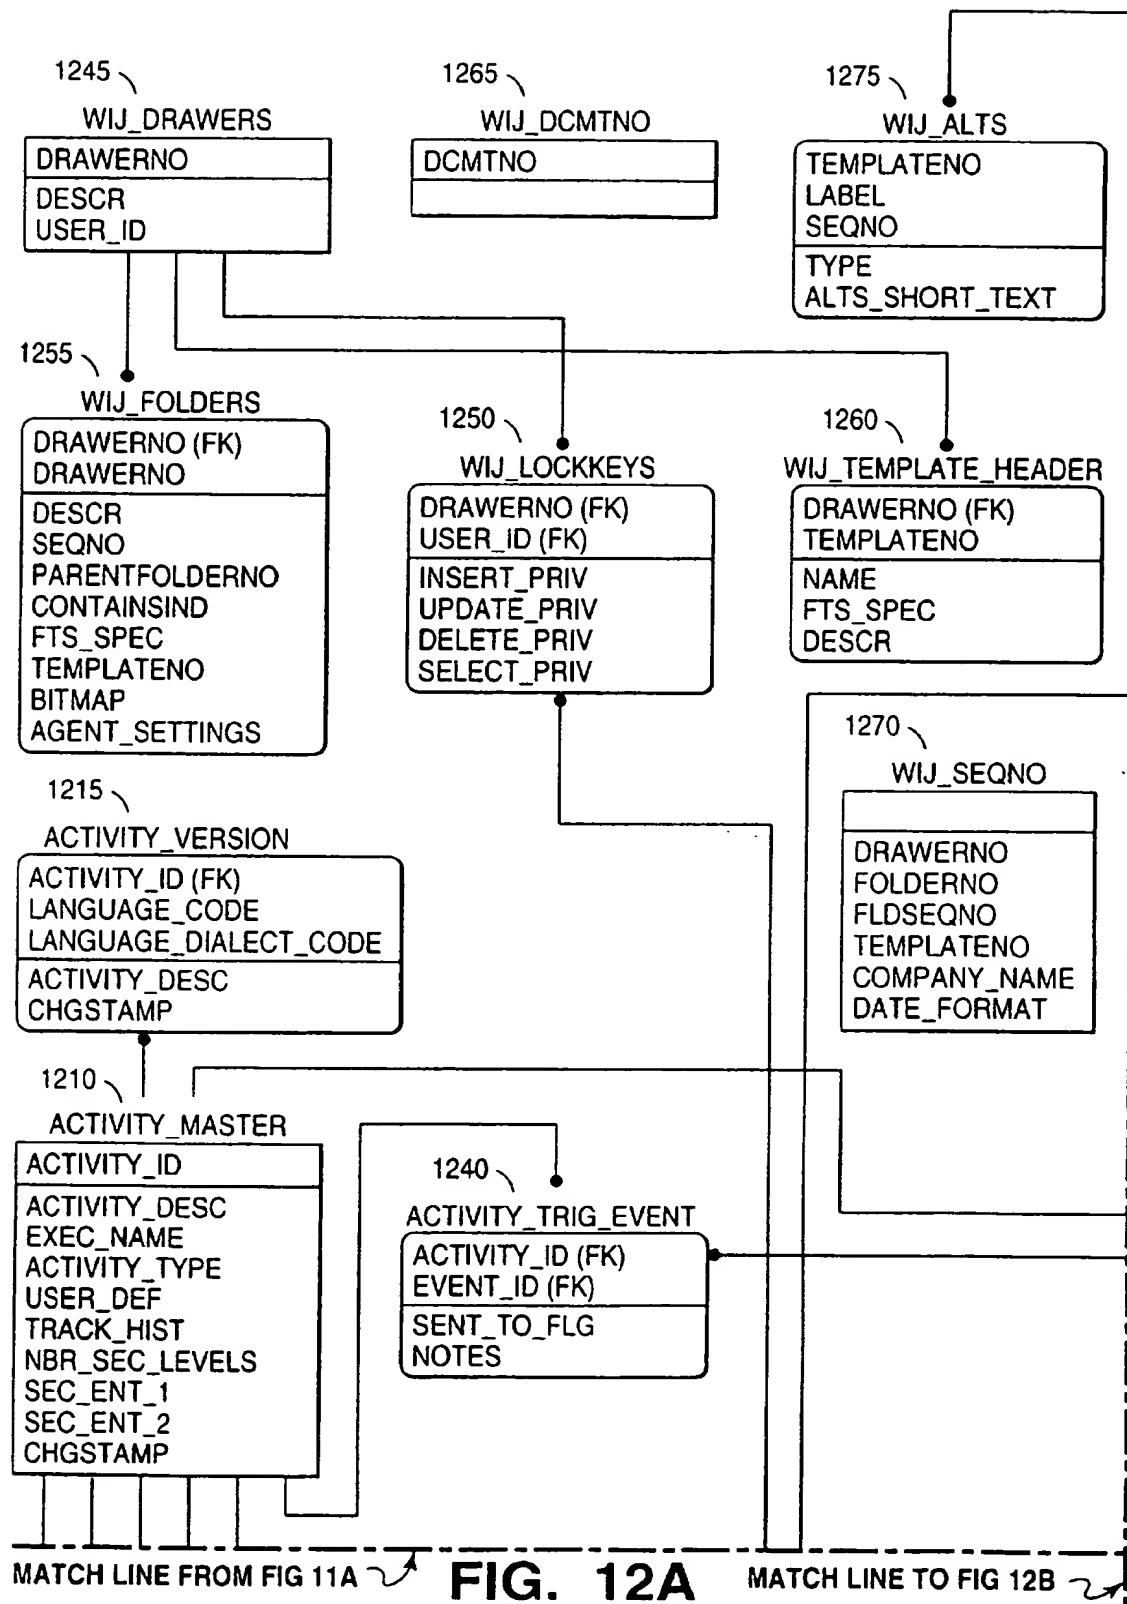 1245
WIJ_DRAWERS
DRAWERNO
DESCR
USER_ID
1265
WIJ_DCMTNO
DCMTNO
1275
WIJ_ALTS
TEMPLATENO
LABEL
SEQNO
TYPE
ALTS_SHORT_TEXT
1255
WIJ_FOLDERS
DRAWERNO (FK)
DRAWERNO
DESCR
SEQNO
PARENTFOLDERNO
CONTAINSIND
FTS_SPEC
TEMPLATENO
BITMAP
AGENT_SETTINGS
1250
WIJ_LOCKKEYS
DRAWERNO (FK)
USER_ID (FK)
INSERT_PRIV
UPDATE_PRIV
DELETE_PRIV
SELECT_PRIV
1260
WIJ_TEMPLATE_HEADER
DRAWERNO (FK)
TEMPLATENO
NAME
FTS_SPEC
DESCR
1270
WIJ_SEQNO
DRAWERNO
FOLDERNO
FLDSEQNO
TEMPLATENO
COMPANY_NAME
DATE_FORMAT
1215
ACTIVITY_VERSION
ACTIVITY_ID (FK)
LANGUAGE_CODE
LANGUAGE_DIALECT_CODE
ACTIVITY_DESC
CHGSTAMP
1210
ACTIVITY_MASTER
ACTIVITY_ID
ACTIVITY_DESC
EXEC_NAME
ACTIVITY_TYPE
USER_DEF
TRACK_HIST
NBR_SEC_LEVELS
SEC_ENT_1
SEC_ENT_2
CHGSTAMP
1240
ACTIVITY_TRIG_EVENT
ACTIVITY_ID (FK)
EVENT_ID (FK)
SENT_TO_FLG
NOTES
MATCH LINE FROM FIG 11A
FIG. 12A
MATCH LINE TO FIG 12B